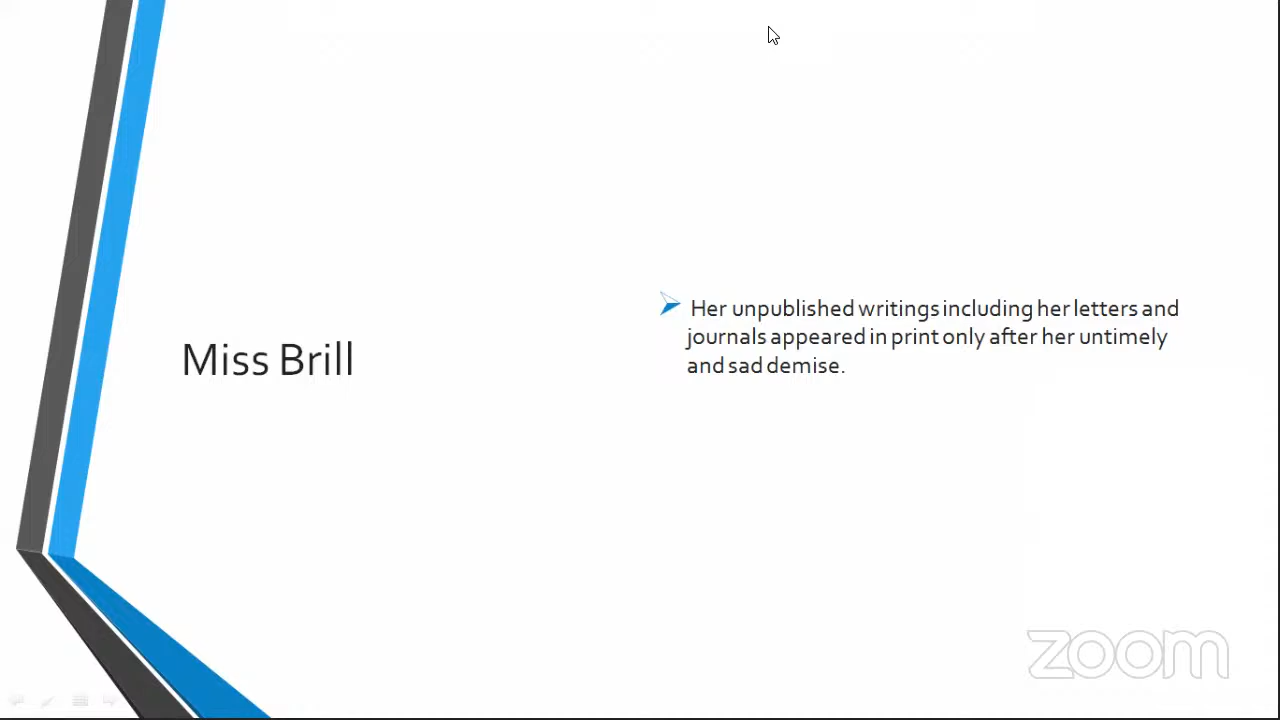 Miss Brill
Her unpublished writings including her letters and
journals appeared in print only after her untimely
and sad demise.
zoom